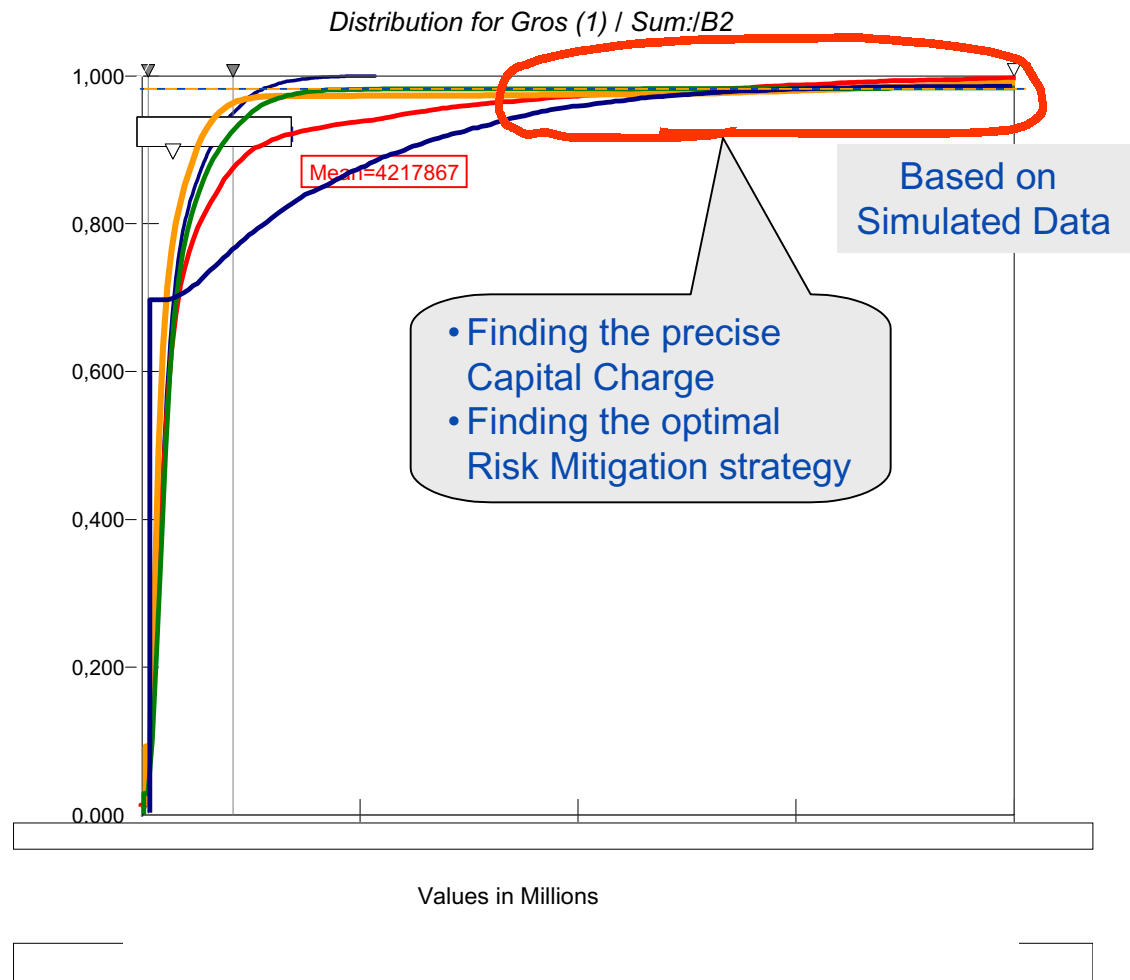 Distribution for Gros (1) / Sum:/B2
1,000
Mean=4217867
Based on
Simulated Data
0,800
• Finding the precise
Capital Charge
• Finding the optimal
Risk Mitigation strategy
0,600
0,400
0,200
0.000
Values in Millions